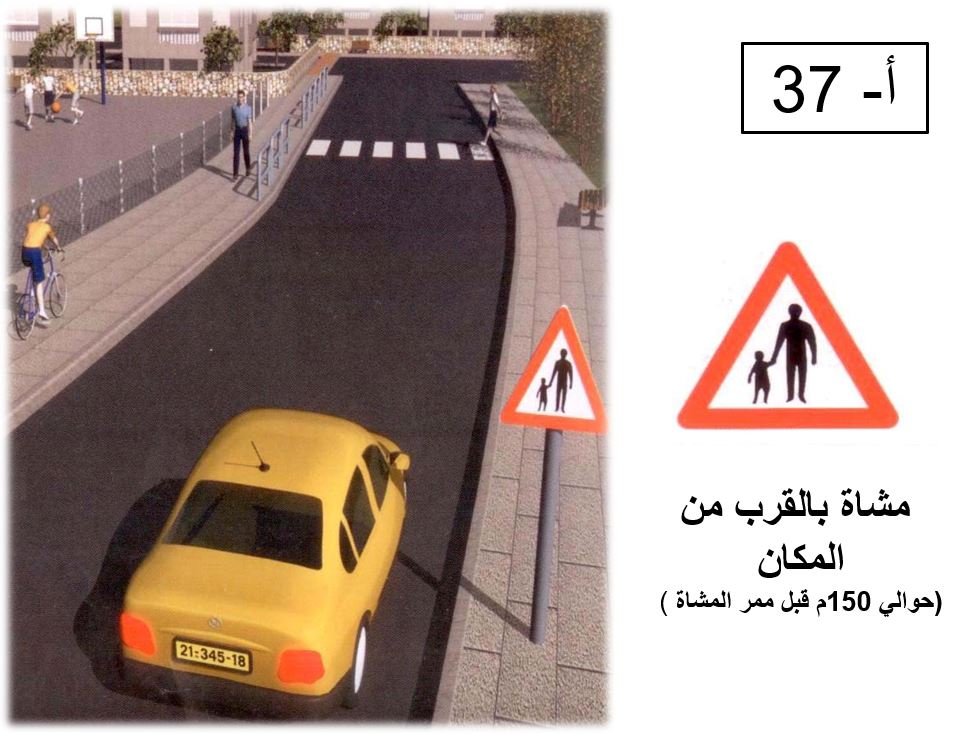 أ- 37
مشاة بالقرب من
المكان
(حوالي 150م قبل ممر المشاة )
21-345-18